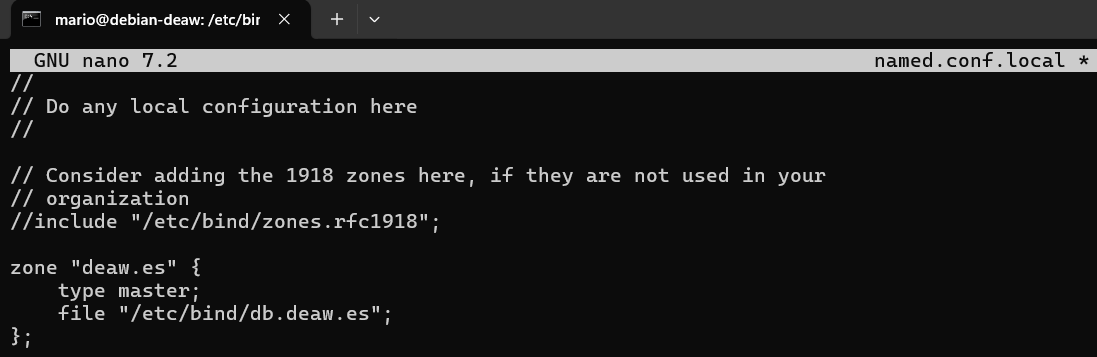 mario@debian-deaw: /etc/bir
GNU nano 7.2 named.conf.local *
//
// Do any local configuration here
//
// Consider adding the 1918 zones here, if they are not used in your
// organization
//include "/etc/bind/zones.rfc1918";
zone "deaw.es" {
    type master;
    file "/etc/bind/db.deaw.es";
};